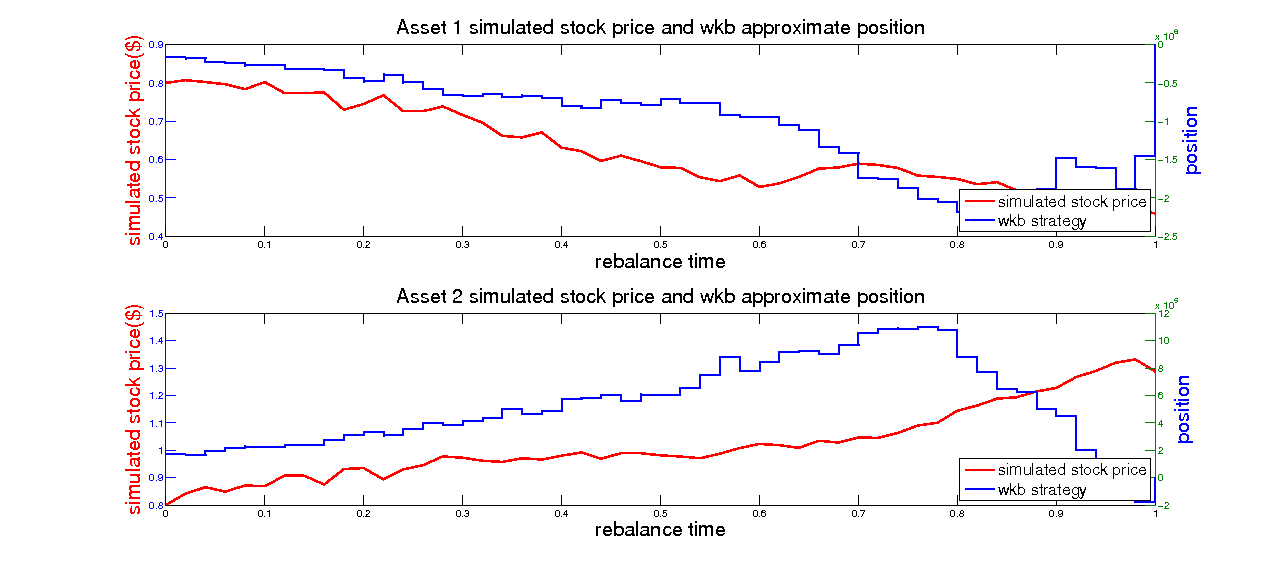 Asset 1 simulated stock price and wkb approximate position
x 10
simulated stock price($)
0.9
0.8
0.7
0.6
0.5
0.4
0
-0.5
-1
-1.5
-2
-2.5
position
simulated stock price
wkb strategy
0 0.1 0.2 0.3 0.4 0.5 0.6 0.7 0.8 0.9 1
rebalance time
Asset 2 simulated stock price and wkb approximate position
x 10
simulated stock price($)
1.5
1.4
1.3
1.2
1.1
1
0.9
0.8
12
10
8
6
4
2
0
-2
position
simulated stock price
wkb strategy
0 0.1 0.2 0.3 0.4 0.5 0.6 0.7 0.8 0.9 1
rebalance time